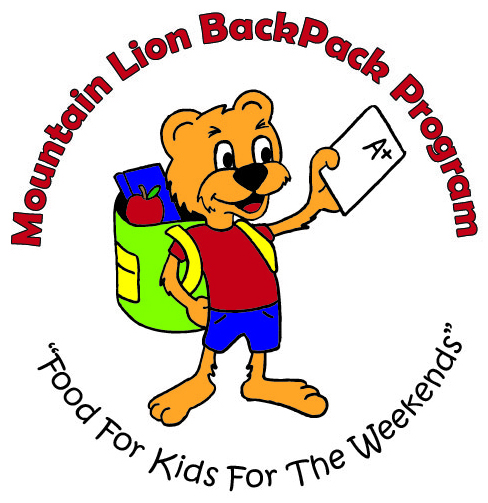 Mountain Lion BackPack Program
A+
“Food For Kids For The Weekends”